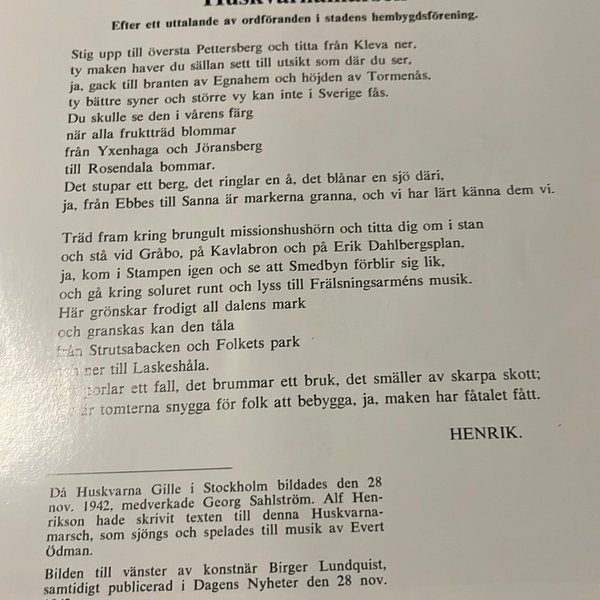 Huskvarnamarsch
Efter ett uttalande av ordföranden i stadens hembygdsförening.
Stig upp till översta Pettersberg och titta från Kleva ner,
ty maken haver du sällan sett till utsikt som där du ser,
ja, gack till branten av Egnahem och höjden av Tormenås,
ty bättre syner och större vy kan inte i Sverige fås.
Du skulle se den i vårens färg
när alla fruktträd blommar
från Yxenhaga och Jöransberg
till Rosendala bommar.
Det stupar ett berg, det ringlar en å, det blånar en sjö däri,
ja, från Ebbes till Sanna är markerna granna, och vi har lärt känna dem vi.
Träd fram kring brungult missionshushörn och titta dig om i stan
och stå vid Gråbo, på Kavlabron och på Erik Dahlbergsplan,
ja, kom i Stampen igen och se att Smedbyn förblir sig lik,
och gå kring soluret runt och lyss till Frälsningsarméns musik.
Här grönskar frodigt all dalens mark
och granskas kan den tåla
från Strutsabacken och Folkets park
ner till Laskeshåla.
porlar ett fall, det brummar ett bruk, det smäller av skarpa skott;
är tomterna snygga för folk att bebygga, ja, maken har fåtalet fått.
HENRIK.
Då Huskvarna Gille i Stockholm bildades den 28
nov. 1942, medverkade Georg Sahlström. Alf Hen-
rikson hade skrivit texten till denna Huskvarna-
marsch, som sjöngs och spelades till musik av Evert
Ödman.
Bilden till vänster av konstnär Birger Lundquist,
samtidigt publicerad i Dagens Nyheter den 28 nov.